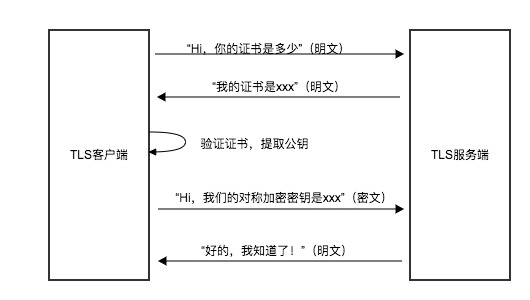 “Hi，你的证书是多少”（明文）
“我的证书是xxx”（明文）
验证证书，提取公钥
TLS客户端
TLS服务端
“Hi，我们的对称加密密钥是xxx”（密文）
“好的，我知道了！”（明文）